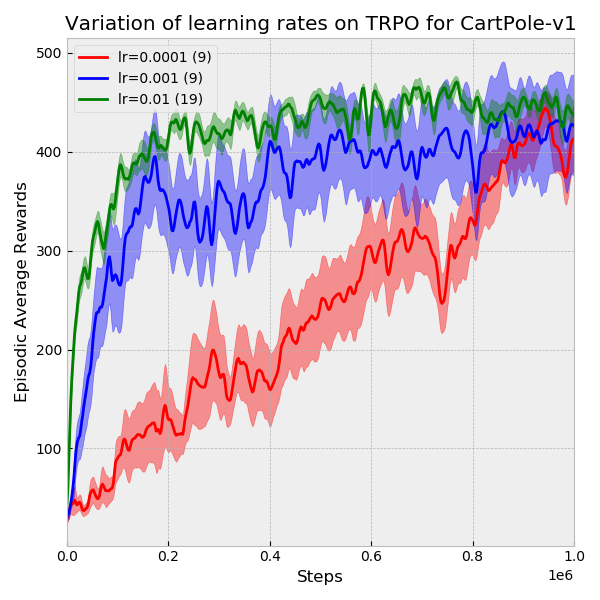 Variation of learning rates on TRPO for CartPole-v1
lr=0.0001 (9)
lr=0.001 (9)
lr=0.01 (19)
500
400
300
200
100
Episodic Average Rewards
0.0 0.2 0.4 0.6 0.8 1.0
1e6
Steps